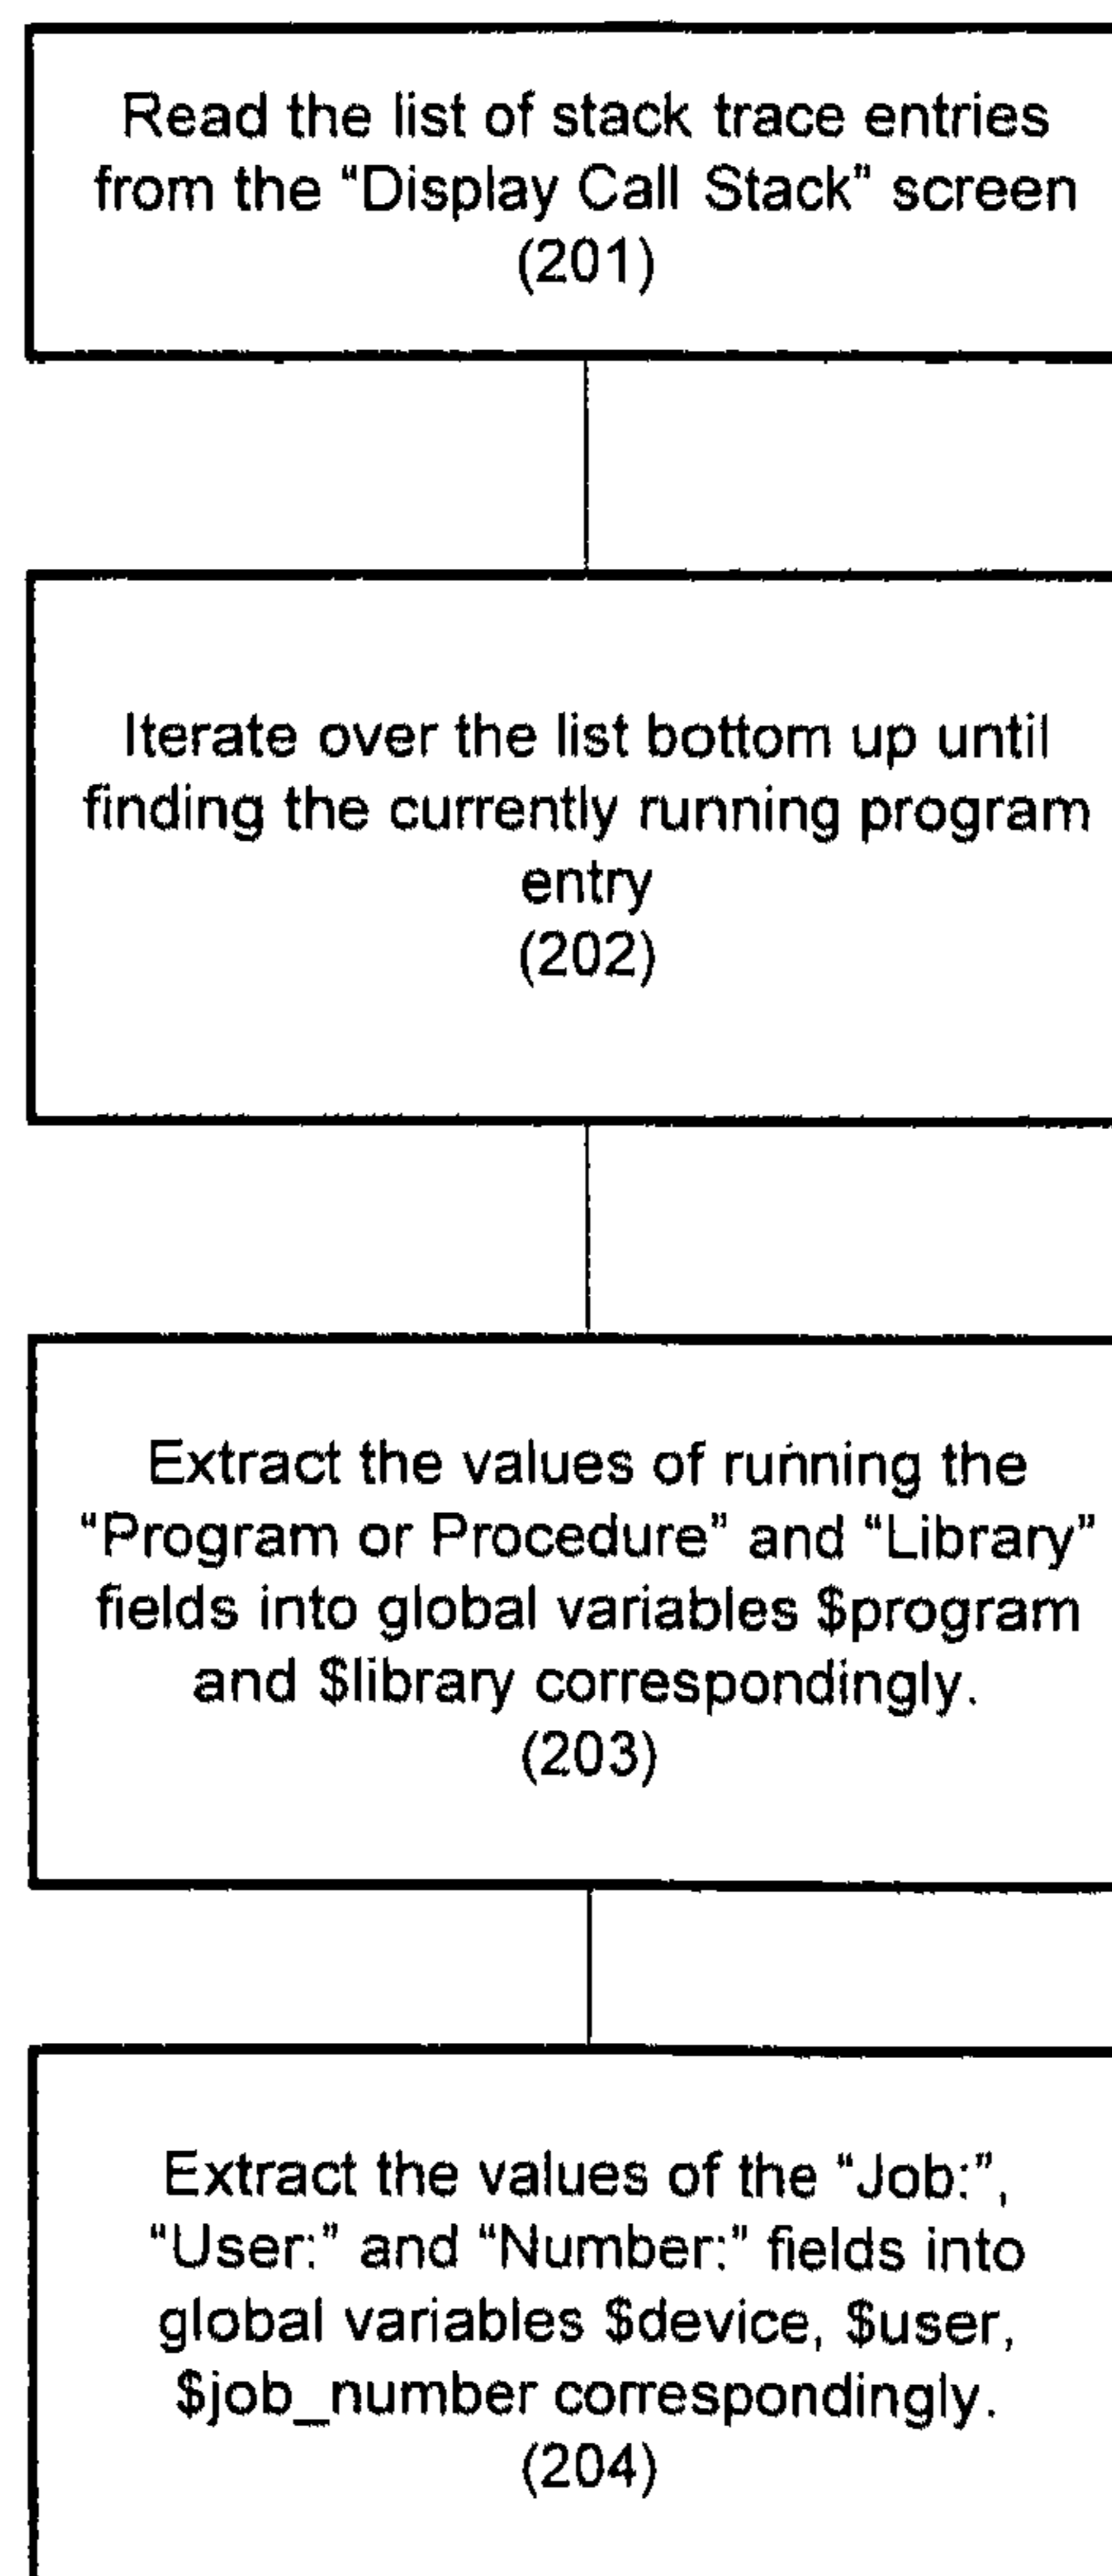 Read the list of stack trace entries
from the “Display Call Stack” screen
(201)
Iterate over the list bottom up until
finding the currently running program
entry
(202)
Extract the values of running the
“Program or Procedure” and “Library”
fields into global variables $program
and $library correspondingly.
(203)
Extract the values of the “Job:”,
“User:” and “Number:” fields into
global variables $device, $user,
$job_number correspondingly.
(204)